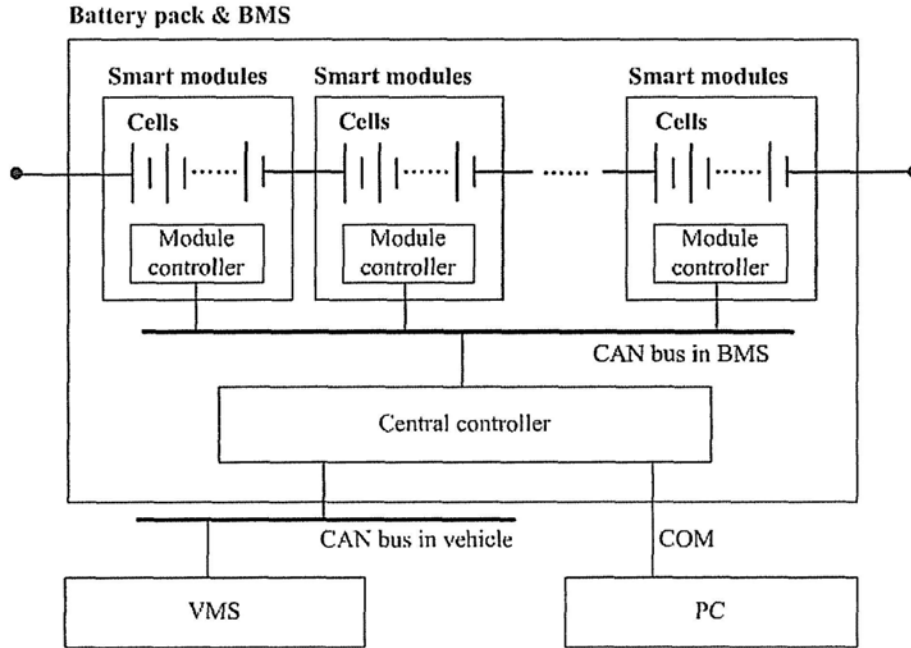 Battery pack & BMS
Smart modules
Smart modules
Smart modules
Cells
Cells
Cells
......
......
......
......
Module
controller
Module
controller
Module
controller
CAN bus in BMS
Central controller
CAN bus in vehicle
COM
VMS
PC